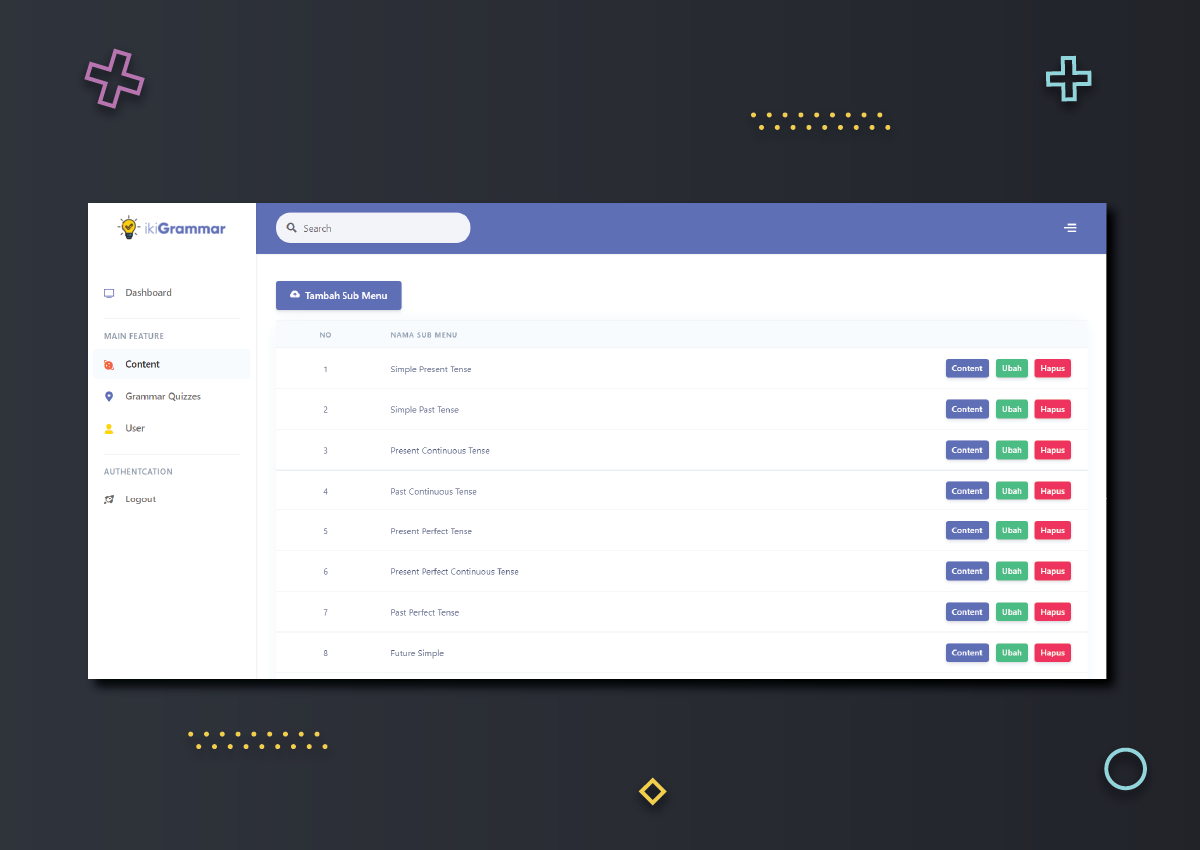 ikiGrammar
Search
Dashboard
MAIN FEATURE
Content
Grammar Quizzes
User
AUTHENTCATION
Logout
Tambah Sub Menu
NO NAMA SUB MENU
1 Simple Present Tense Content Ubah Hapus
2 Simple Past Tense Content Ubah Hapus
3 Present Continuous Tense Content Ubah Hapus
4 Past Continuous Tense Content Ubah Hapus
5 Present Perfect Tense Content Ubah Hapus
6 Present Perfect Continuous Tense Content Ubah Hapus
7 Past Perfect Tense Content Ubah Hapus
8 Future Simple Content Ubah Hapus